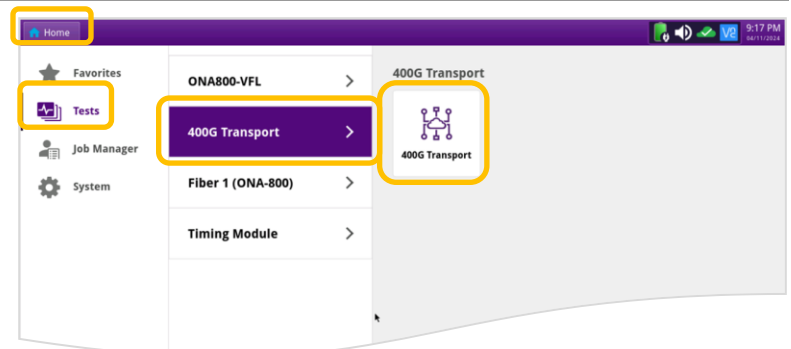 Home
9:17 PM
04/11/2024
Favorites
Tests
Job Manager
System
ONA800-VFL
400G Transport
Fiber 1 (ONA-800)
Timing Module
400G Transport
400G Transport